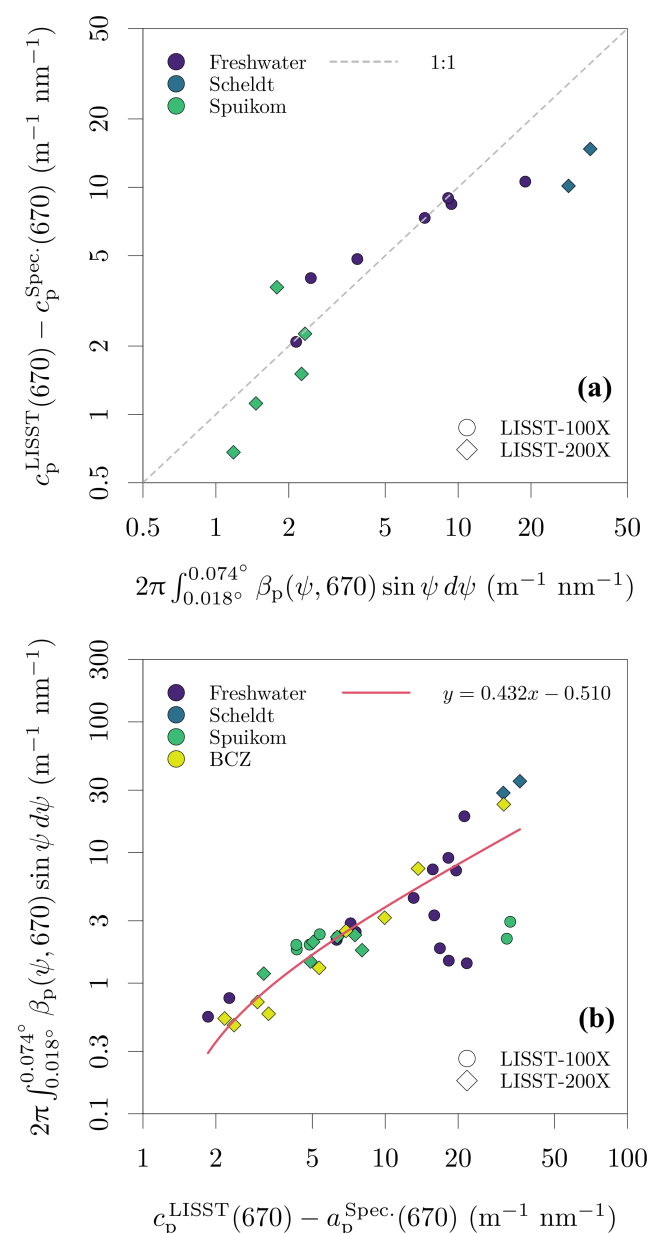 50
20
10
5
2
1
0.5
c_p^LISST(670) − c_p^Spec.(670) (m⁻¹ nm⁻¹)
Freshwater
1:1
Scheldt
Spuikom
(a)
LISST-100X
LISST-200X
0.5 1 2 5 10 20 50
2π ∫_0.018°^0.074° β_p(ψ, 670) sin ψ dψ (m⁻¹ nm⁻¹)
300
100
30
10
3
1
0.3
0.1
2π ∫_0.018°^0.074° β_p(ψ, 670) sin ψ dψ (m⁻¹ nm⁻¹)
Freshwater
y = 0.432x − 0.510
Scheldt
Spuikom
BCZ
(b)
LISST-100X
LISST-200X
1 2 5 10 20 50 100
c_p^LISST(670) − a_p^Spec.(670) (m⁻¹ nm⁻¹)